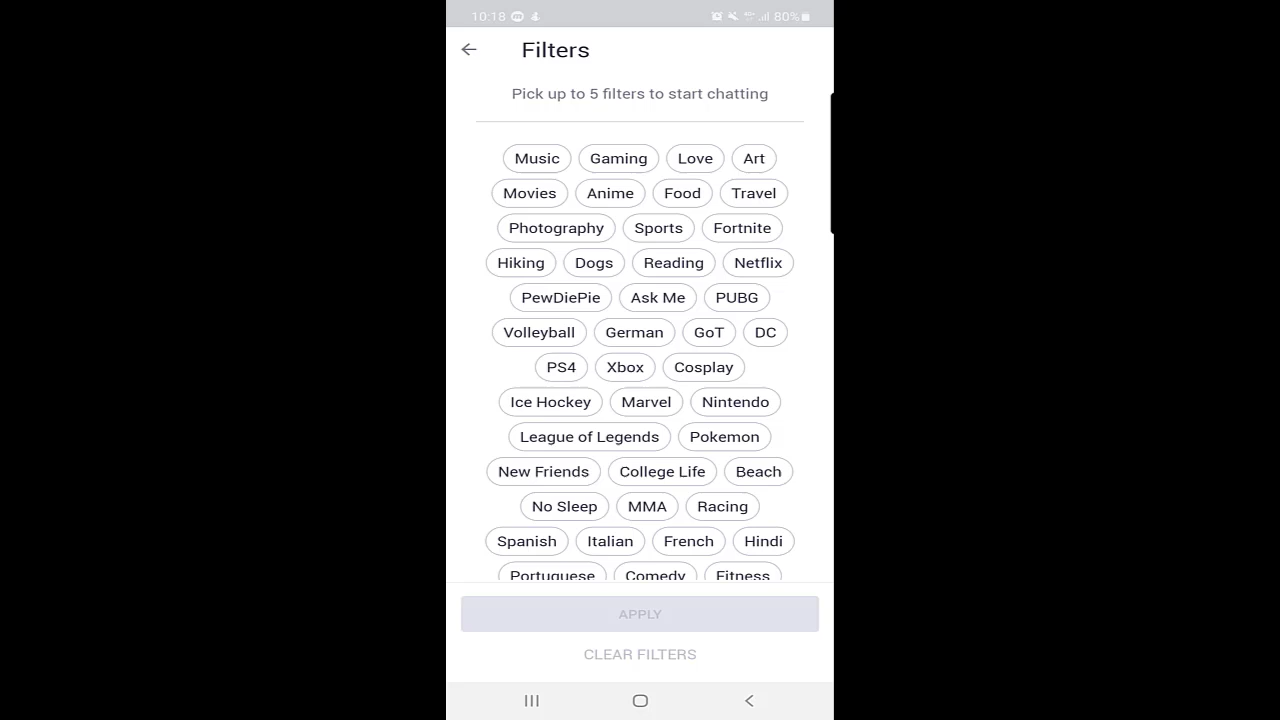 10:18 80%
Filters
Pick up to 5 filters to start chatting
Music Gaming Love Art
Movies Anime Food Travel
Photography Sports Fortnite
Hiking Dogs Reading Netflix
PewDiePie Ask Me PUBG
Volleyball German GoT DC
PS4 Xbox Cosplay
Ice Hockey Marvel Nintendo
League of Legends Pokemon
New Friends College Life Beach
No Sleep MMA Racing
Spanish Italian French Hindi
Portuguese Comedy Fitness
APPLY
CLEAR FILTERS